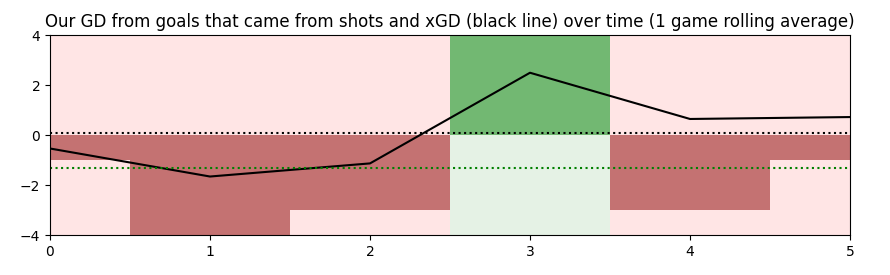 Our GD from goals that came from shots and xGD (black line) over time (1 game rolling average)
4
2
0
−2
−4
0 1 2 3 4 5